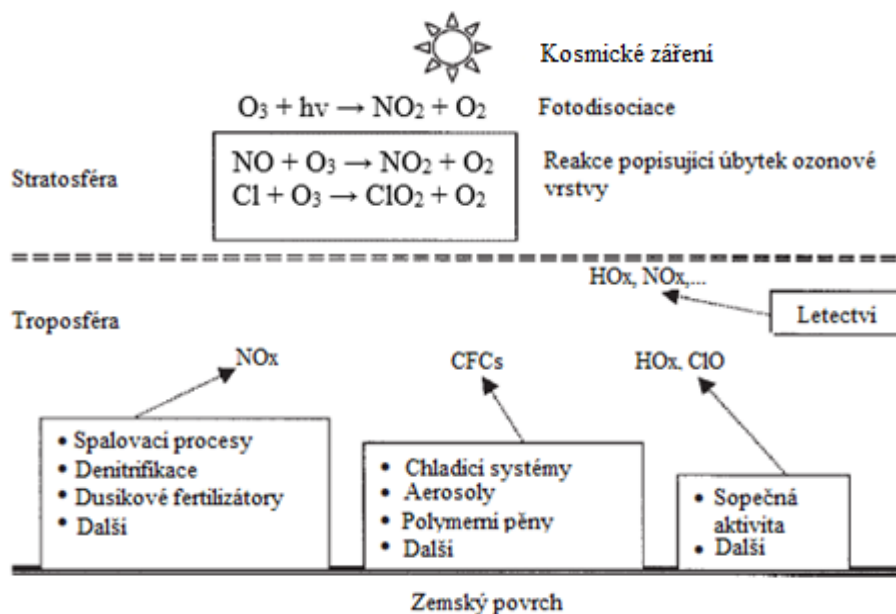 Kosmické záření
O₃ + hv → NO₂ + O₂
Fotodisociace
Stratosféra
NO + O₃ → NO₂ + O₂
Cl + O₃ → ClO₂ + O₂
Reakce popisující úbytek ozonové
vrstvy
HOx, NOx,...
Troposféra
Letectví
NOx
CFCs
HOx, ClO
• Spalovací procesy
• Denitrifikace
• Dusíkové fertilizátory
• Další
• Chladicí systémy
• Aerosoly
• Polymerní pěny
• Další
• Sopečná
aktivita
• Další
Zemský povrch